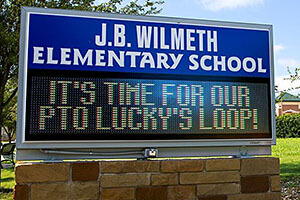 J.B. WILMETH
ELEMENTARY SCHOOL
IT'S TIME FOR OUR
PTO LUCKY'S LOOP!